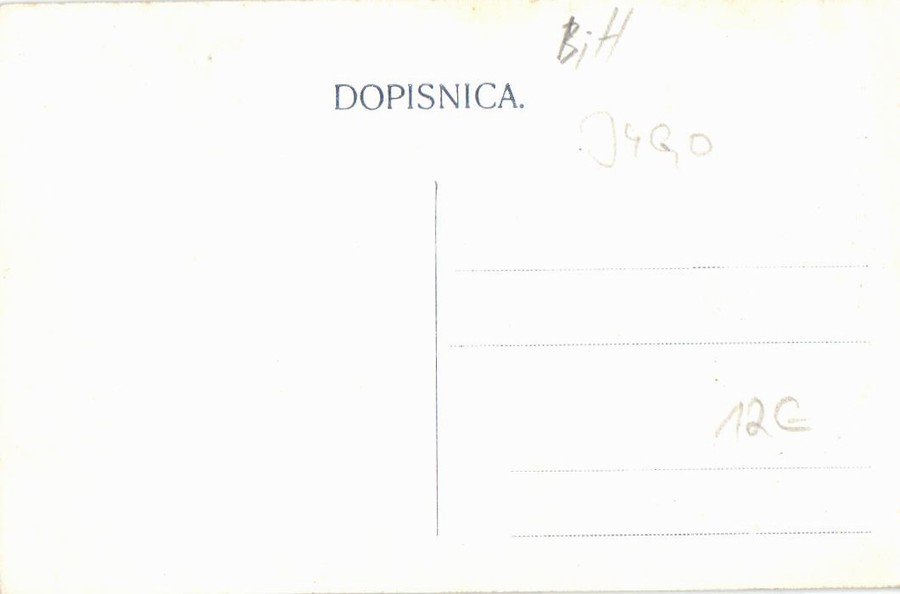 BiH
DOPISNICA.
12€